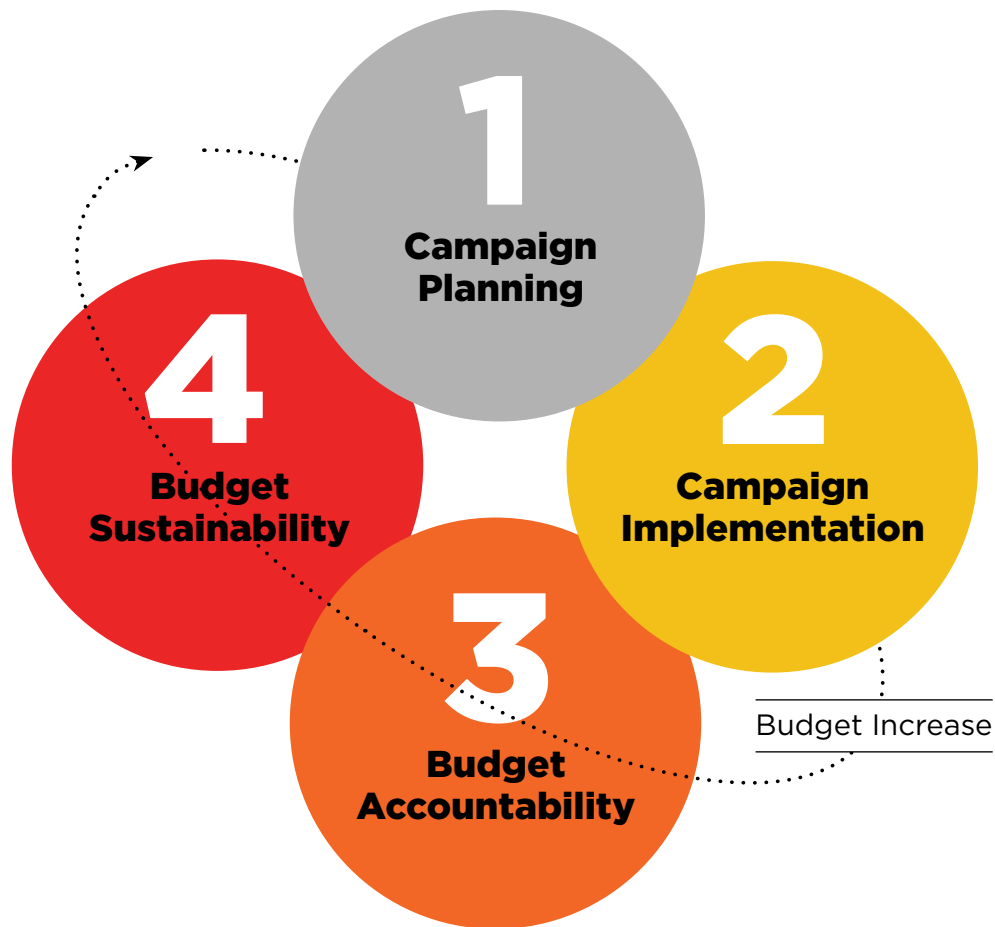 1
Campaign
Planning
2
Campaign
Implementation
Budget Increase
3
Budget
Accountability
4
Budget
Sustainability